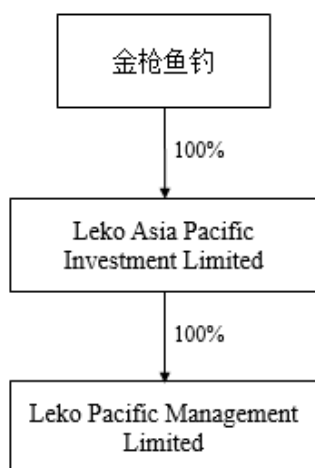 金枪鱼钓
100%
Leko Asia Pacific
Investment Limited
100%
Leko Pacific Management
Limited